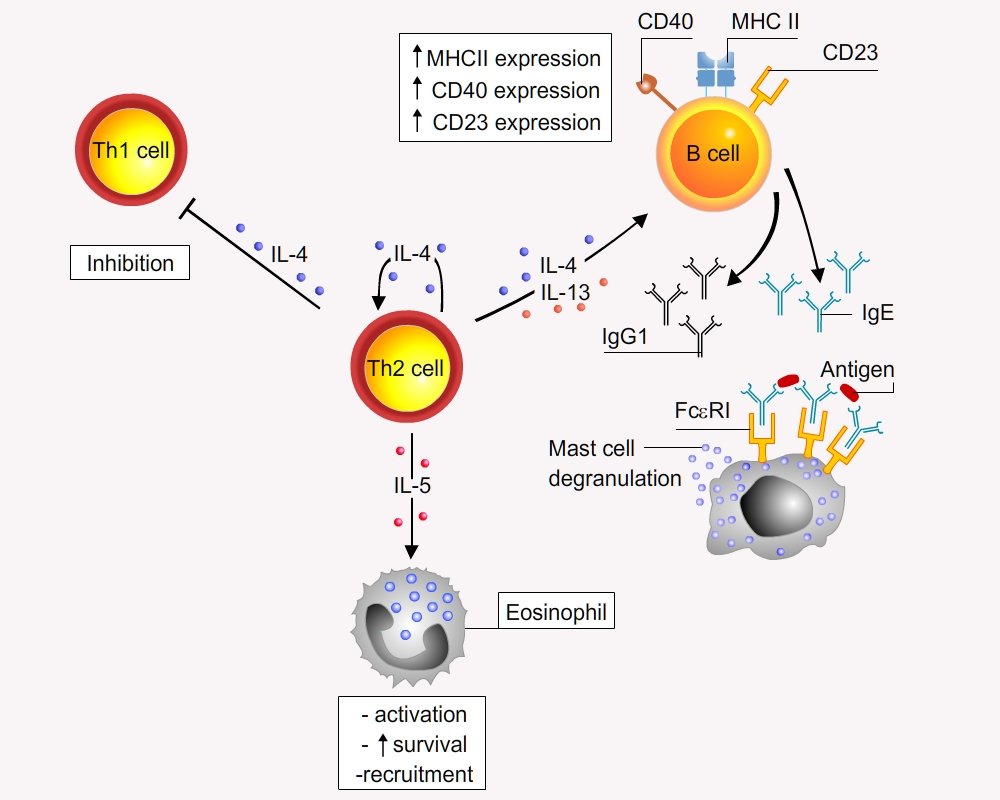 CD40
MHC II
CD23
↑MHCII expression
↑ CD40 expression
↑ CD23 expression
Th1 cell
B cell
Inhibition
IL-4
IL-4
IL-4
IL-13
IgG1
IgE
Th2 cell
Antigen
FcεRI
Mast cell
degranulation
IL-5
Eosinophil
- activation
- ↑ survival
-recruitment